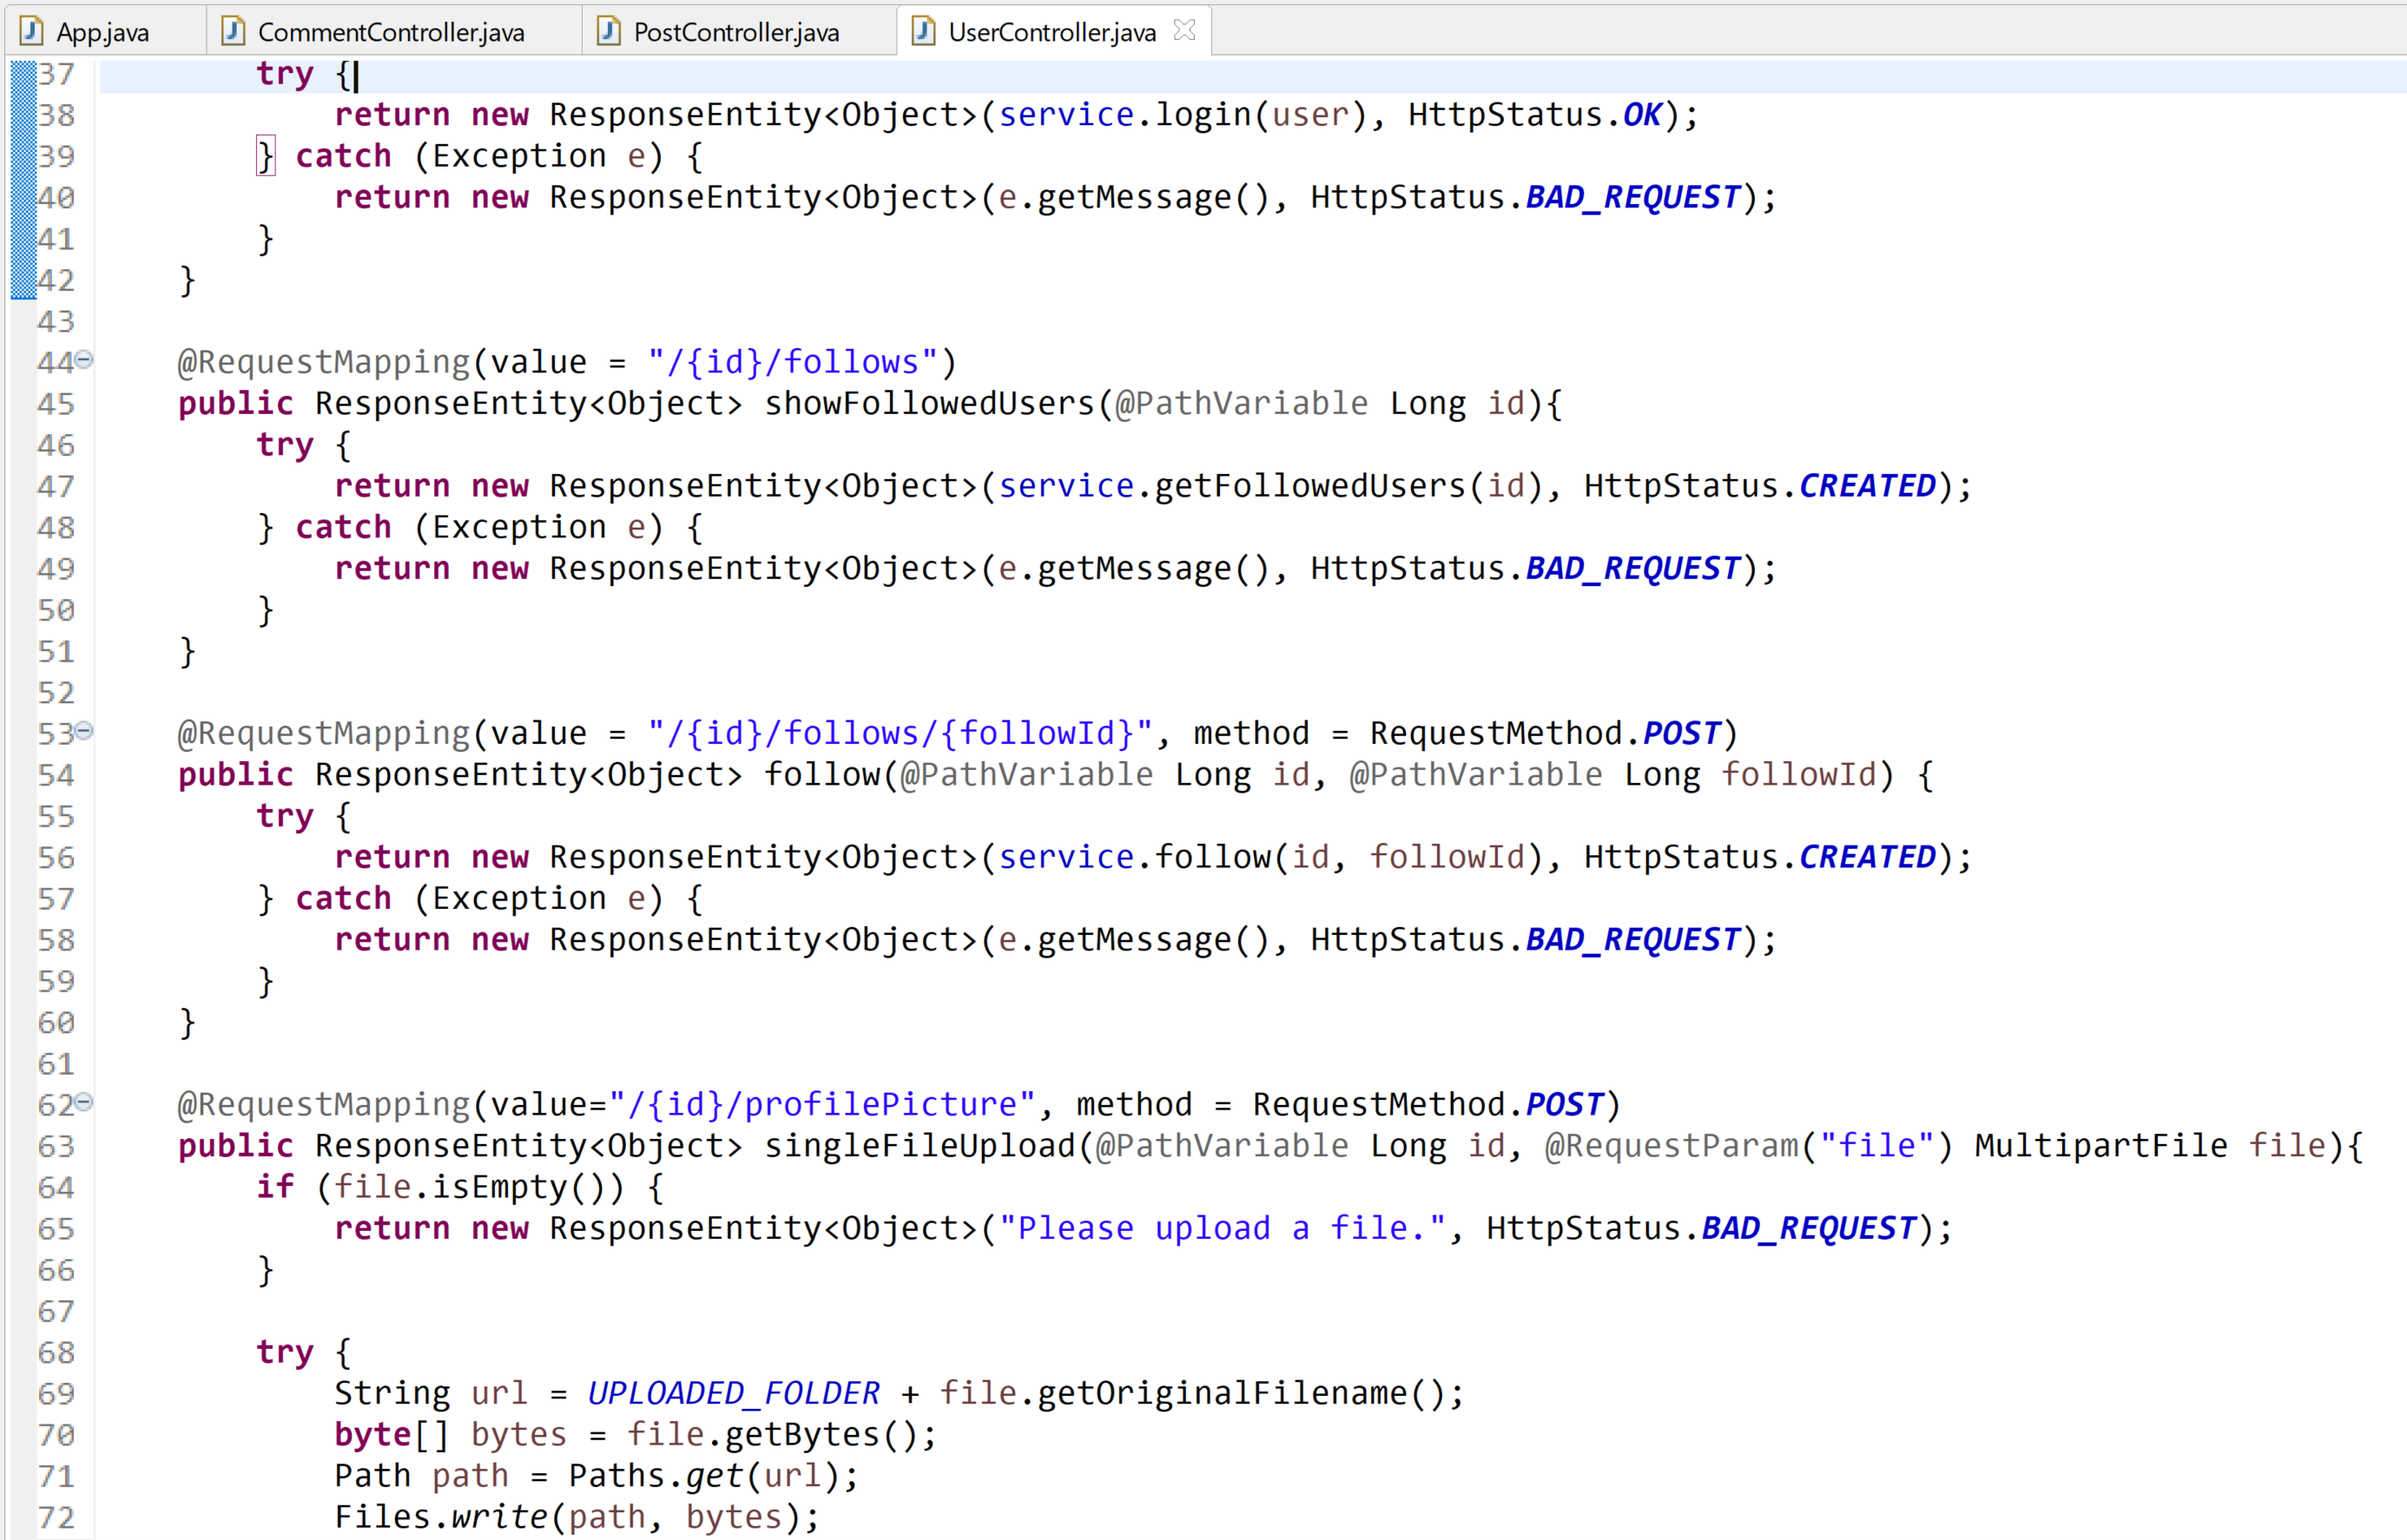 App.java CommentController.java PostController.java UserController.java
37 try {
38 return new ResponseEntity<Object>(service.login(user), HttpStatus.OK);
39 } catch (Exception e) {
40 return new ResponseEntity<Object>(e.getMessage(), HttpStatus.BAD_REQUEST);
41 }
42 }
43
44 @RequestMapping(value = "/{id}/follows")
45 public ResponseEntity<Object> showFollowedUsers(@PathVariable Long id){
46 try {
47 return new ResponseEntity<Object>(service.getFollowedUsers(id), HttpStatus.CREATED);
48 } catch (Exception e) {
49 return new ResponseEntity<Object>(e.getMessage(), HttpStatus.BAD_REQUEST);
50 }
51 }
52
53 @RequestMapping(value = "/{id}/follows/{followId}", method = RequestMethod.POST)
54 public ResponseEntity<Object> follow(@PathVariable Long id, @PathVariable Long followId) {
55 try {
56 return new ResponseEntity<Object>(service.follow(id, followId), HttpStatus.CREATED);
57 } catch (Exception e) {
58 return new ResponseEntity<Object>(e.getMessage(), HttpStatus.BAD_REQUEST);
59 }
60 }
61
62 @RequestMapping(value="/{id}/profilePicture", method = RequestMethod.POST)
63 public ResponseEntity<Object> singleFileUpload(@PathVariable Long id, @RequestParam("file") MultipartFile file){
64 if (file.isEmpty()) {
65 return new ResponseEntity<Object>("Please upload a file.", HttpStatus.BAD_REQUEST);
66 }
67
68 try {
69 String url = UPLOADED_FOLDER + file.getOriginalFilename();
70 byte[] bytes = file.getBytes();
71 Path path = Paths.get(url);
72 Files.write(path, bytes);